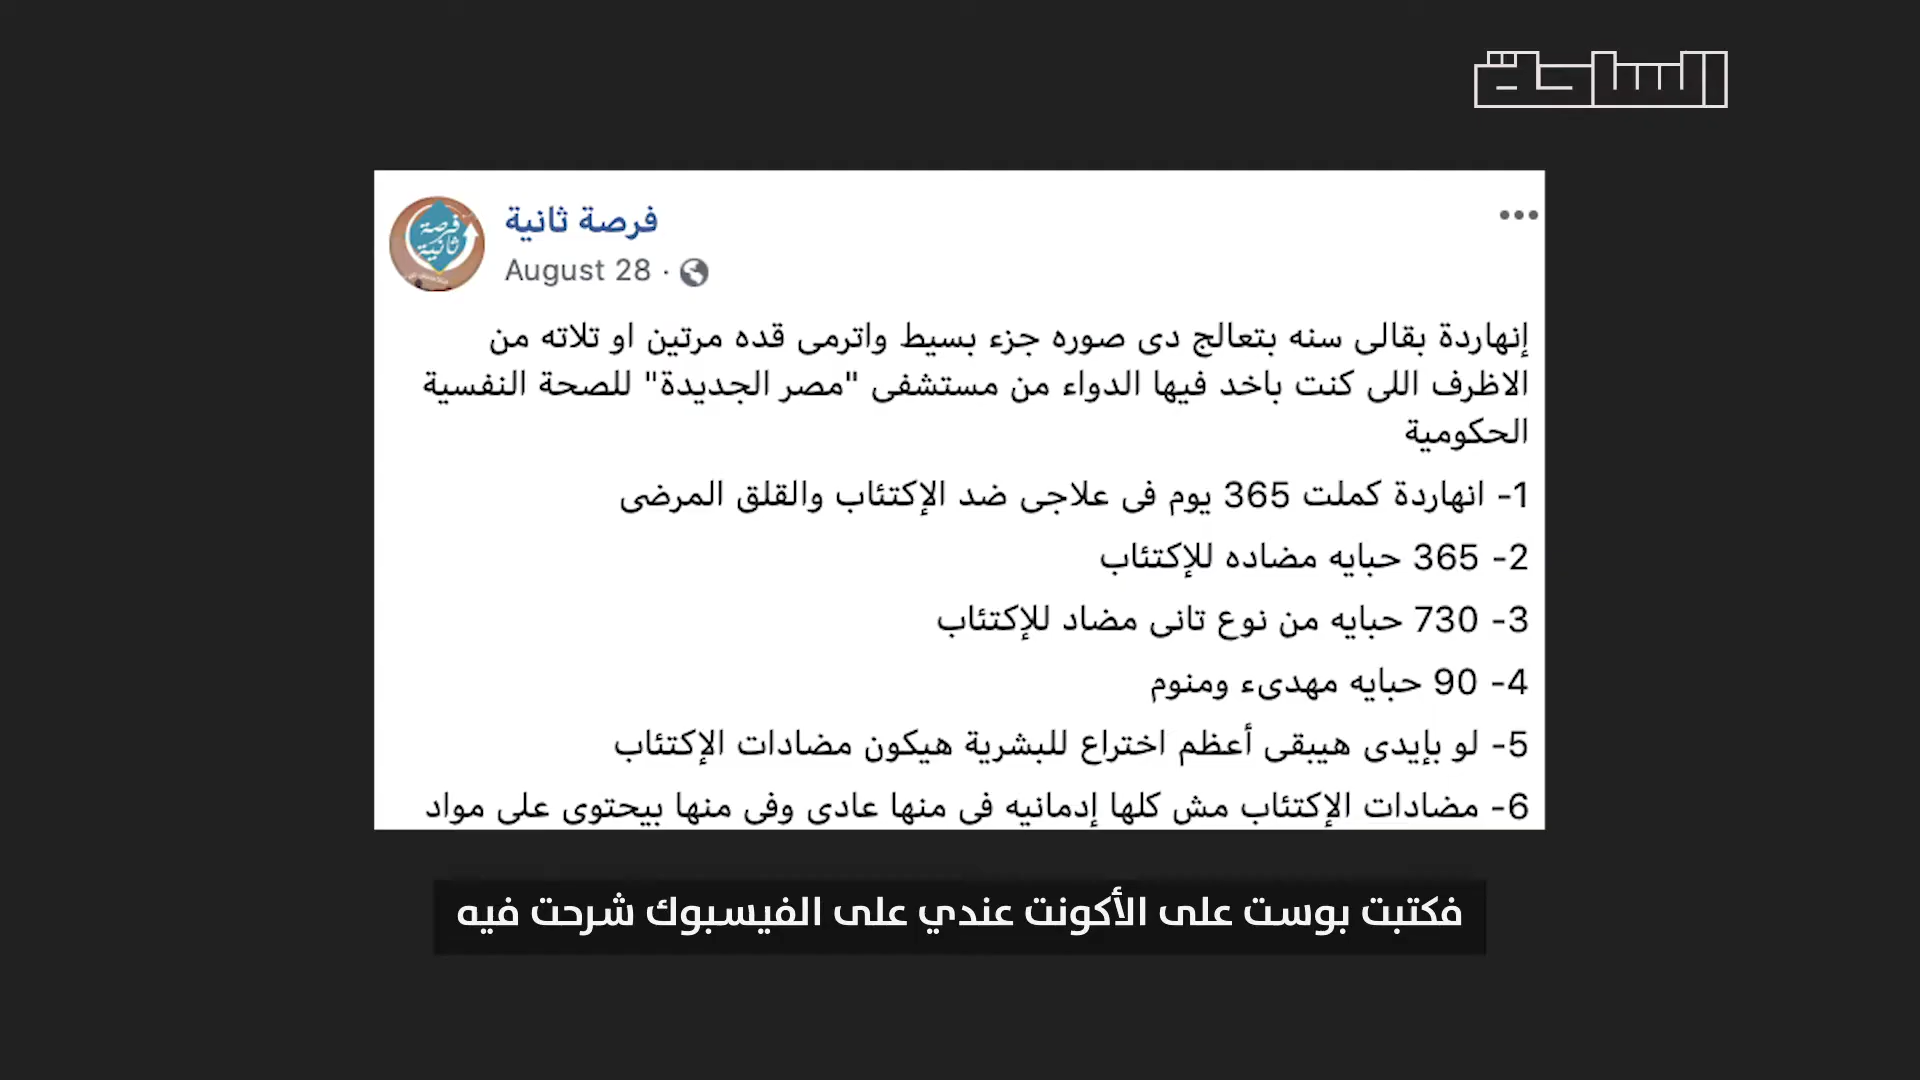 الساحة
فرصة ثانية
فرصة ثانية
August 28 ·
إنهاردة بقالى سنه بتعالج دى صوره جزء بسيط واترمى قده مرتين او تلاته من
الاظرف اللى كنت باخد فيها الدواء من مستشفى "مصر الجديدة" للصحة النفسية
الحكومية
1- انهاردة كملت 365 يوم فى علاجى ضد الإكتئاب والقلق المرضى
2- 365 حبايه مضاده للإكتئاب
3- 730 حبايه من نوع تانى مضاد للإكتئاب
4- 90 حبايه مهدىء ومنوم
5- لو بإيدى هيبقى أعظم اختراع للبشرية هيكون مضادات الإكتئاب
6- مضادات الإكتئاب مش كلها إدمانيه فى منها عادى وفى منها بيحتوى على مواد
فكتبت بوست على الأكونت عندي على الفيسبوك شرحت فيه